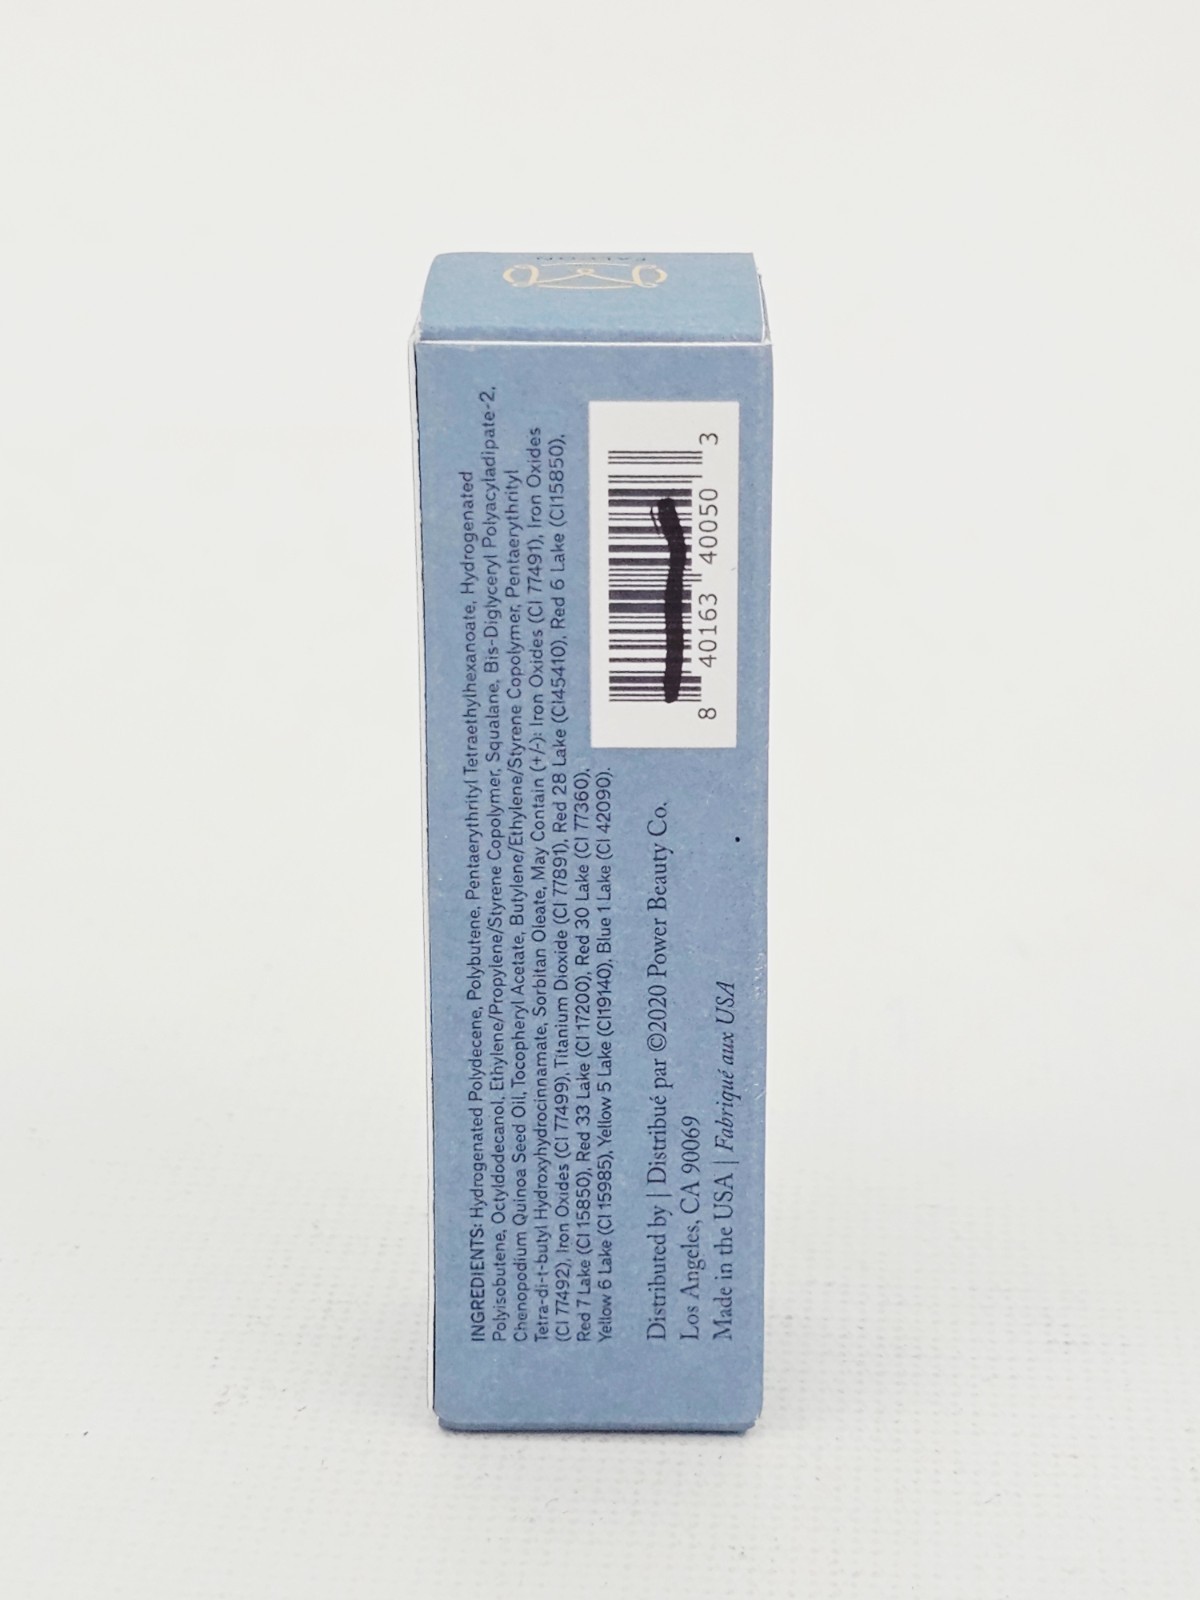 INGREDIENTS: Hydrogenated Polydecene, Polybutene, Pentaerythrityl Tetraethylhexanoate, Hydrogenated
Polyisobutene, Octyldodecanol, Ethylene/Propylene/Styrene Copolymer, Squalane, Bis-Diglyceryl Polyacyladipate-2,
Chenopodium Quinoa Seed Oil, Tocopheryl Acetate, Butylene/Ethylene/Styrene Copolymer, Pentaerythrityl
Tetra-di-t-butyl Hydroxyhydrocinnamate, Sorbitan Oleate, May Contain (+/-): Iron Oxides (CI 77491), Iron Oxides
(CI 77492), Iron Oxides (CI 77499), Titanium Dioxide (CI 77891), Red 28 Lake (CI45410), Red 6 Lake (CI15850),
Red 7 Lake (CI 15850), Red 33 Lake (CI 17200), Red 30 Lake (CI 77360),
Yellow 6 Lake (CI 15985), Yellow 5 Lake (CI19140), Blue 1 Lake (CI 42090).
Distributed by | Distribué par ©2020 Power Beauty Co.
Los Angeles, CA 90069
Made in the USA | Fabriqué aux USA
8 40163 40050 3